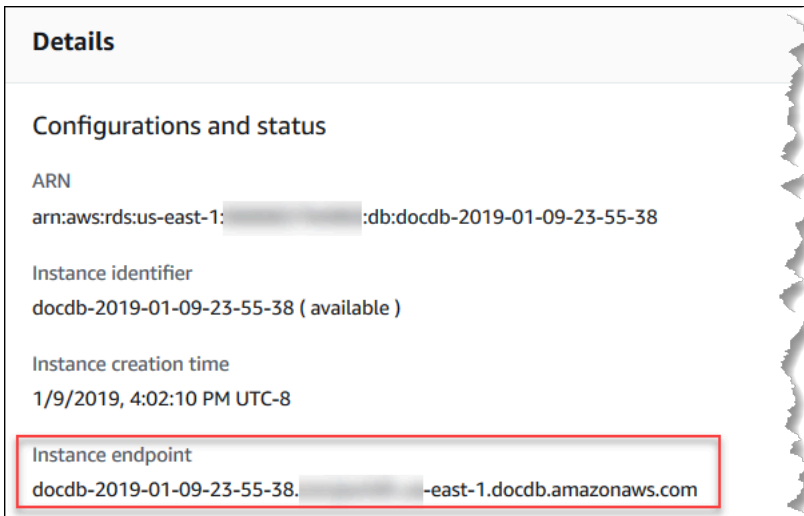 Details
Configurations and status
ARN
arn:aws:rds:us-east-1: :db:docdb-2019-01-09-23-55-38
Instance identifier
docdb-2019-01-09-23-55-38 ( available )
Instance creation time
1/9/2019, 4:02:10 PM UTC-8
Instance endpoint
docdb-2019-01-09-23-55-38. -east-1.docdb.amazonaws.com